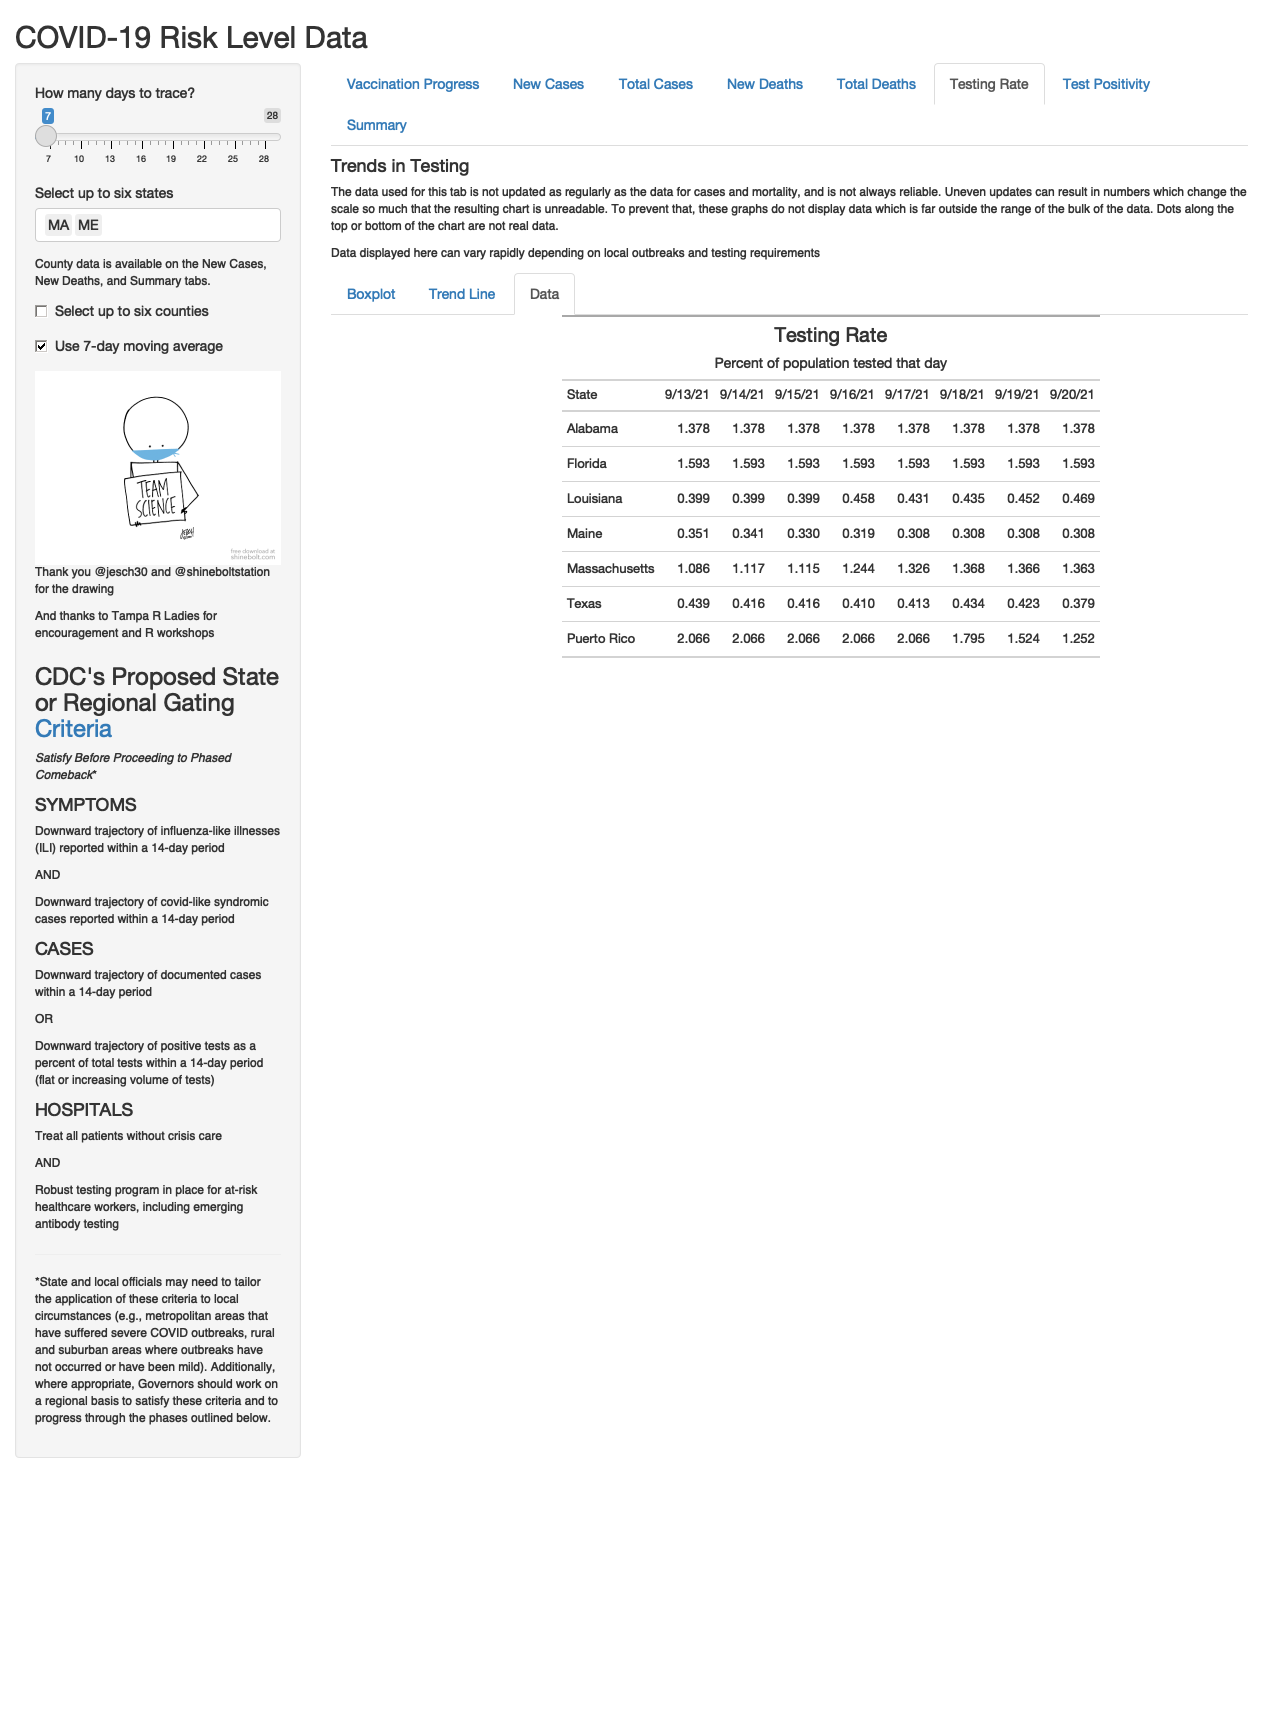 COVID-19 Risk Level Data
How many days to trace?
7 28
7 10 13 16 19 22 25 28
Select up to six states
MA ME
County data is available on the New Cases,
New Deaths, and Summary tabs.
Select up to six counties
Use 7-day moving average
TEAM
SCIENCE
free download at
shinebolt.com
Thank you @jesch30 and @shineboltstation
for the drawing
And thanks to Tampa R Ladies for
encouragement and R workshops
CDC's Proposed State
or Regional Gating
Criteria
Satisfy Before Proceeding to Phased
Comeback*
SYMPTOMS
Downward trajectory of influenza-like illnesses
(ILI) reported within a 14-day period
AND
Downward trajectory of covid-like syndromic
cases reported within a 14-day period
CASES
Downward trajectory of documented cases
within a 14-day period
OR
Downward trajectory of positive tests as a
percent of total tests within a 14-day period
(flat or increasing volume of tests)
HOSPITALS
Treat all patients without crisis care
AND
Robust testing program in place for at-risk
healthcare workers, including emerging
antibody testing
*State and local officials may need to tailor
the application of these criteria to local
circumstances (e.g., metropolitan areas that
have suffered severe COVID outbreaks, rural
and suburban areas where outbreaks have
not occurred or have been mild). Additionally,
where appropriate, Governors should work on
a regional basis to satisfy these criteria and to
progress through the phases outlined below.
Vaccination Progress New Cases Total Cases New Deaths Total Deaths Testing Rate Test Positivity
Summary
Trends in Testing
The data used for this tab is not updated as regularly as the data for cases and mortality, and is not always reliable. Uneven updates can result in numbers which change the
scale so much that the resulting chart is unreadable. To prevent that, these graphs do not display data which is far outside the range of the bulk of the data. Dots along the
top or bottom of the chart are not real data.
Data displayed here can vary rapidly depending on local outbreaks and testing requirements
Boxplot Trend Line Data
Testing Rate
Percent of population tested that day
State 9/13/21 9/14/21 9/15/21 9/16/21 9/17/21 9/18/21 9/19/21 9/20/21
Alabama 1.378 1.378 1.378 1.378 1.378 1.378 1.378 1.378
Florida 1.593 1.593 1.593 1.593 1.593 1.593 1.593 1.593
Louisiana 0.399 0.399 0.399 0.458 0.431 0.435 0.452 0.469
Maine 0.351 0.341 0.330 0.319 0.308 0.308 0.308 0.308
Massachusetts 1.086 1.117 1.115 1.244 1.326 1.368 1.366 1.363
Texas 0.439 0.416 0.416 0.410 0.413 0.434 0.423 0.379
Puerto Rico 2.066 2.066 2.066 2.066 2.066 1.795 1.524 1.252